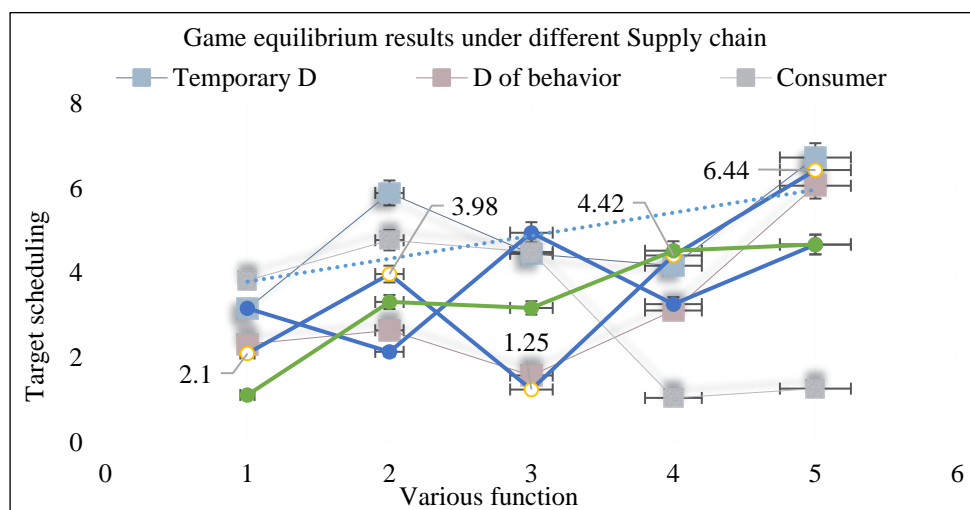 Game equilibrium results under different Supply chain
Temporary D D of behavior Consumer
Target scheduling
8
6
4
2
0
2.1
3.98
1.25
4.42
6.44
0 1 2 3 4 5 6
Various function